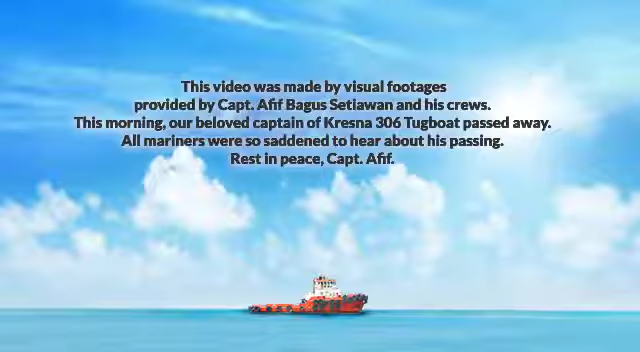 This video was made by visual footages
provided by Capt. Afif Bagus Setiawan and his crews.
This morning, our beloved captain of Kresna 306 Tugboat passed away.
All mariners were so saddened to hear about his passing.
Rest in peace, Capt. Afif.